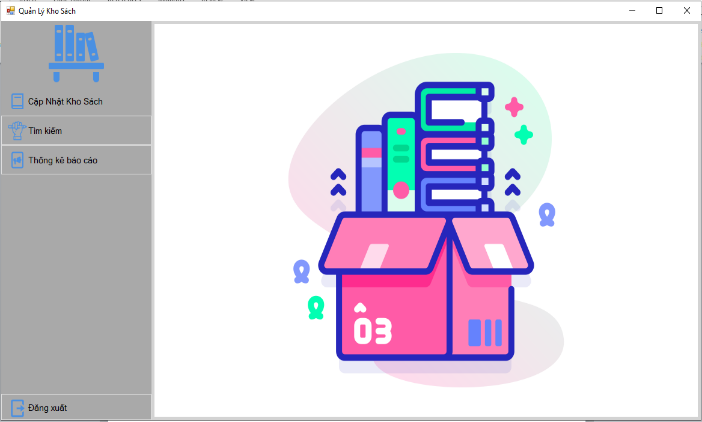 Quản Lý Kho Sách
Cập Nhật Kho Sách
Tìm kiếm
Thống kê báo cáo
03
Đăng xuất